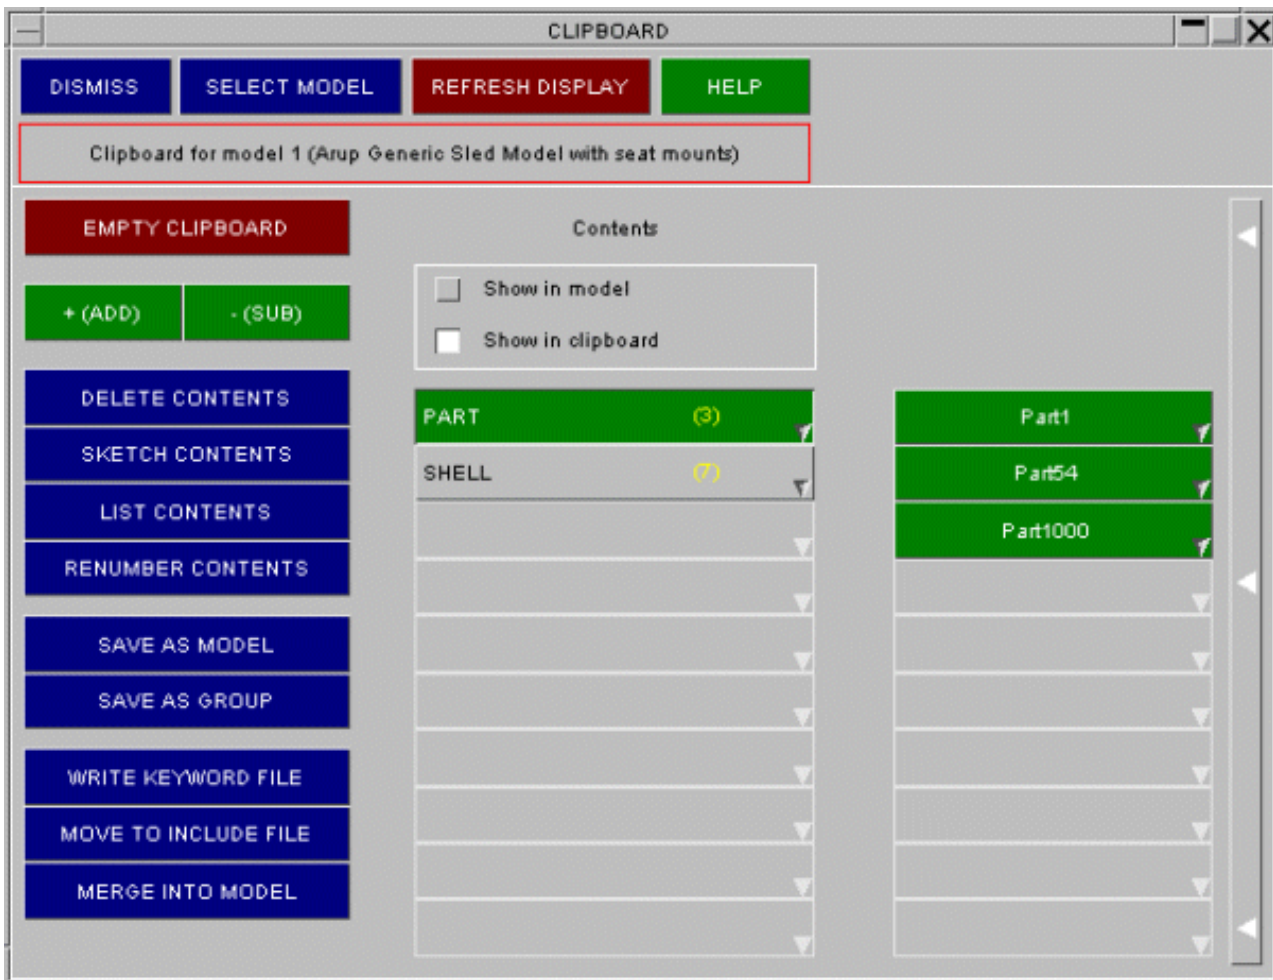 CLIPBOARD
DISMISS SELECT MODEL REFRESH DISPLAY HELP
Clipboard for model 1 (Arup Generic Sled Model with seat mounts)
EMPTY CLIPBOARD
Contents
+ (ADD) - (SUB)
Show in model
Show in clipboard
DELETE CONTENTS
SKETCH CONTENTS
LIST CONTENTS
RENUMBER CONTENTS
SAVE AS MODEL
SAVE AS GROUP
WRITE KEYWORD FILE
MOVE TO INCLUDE FILE
MERGE INTO MODEL
PART (3)
SHELL (7)
Part1
Part54
Part1000